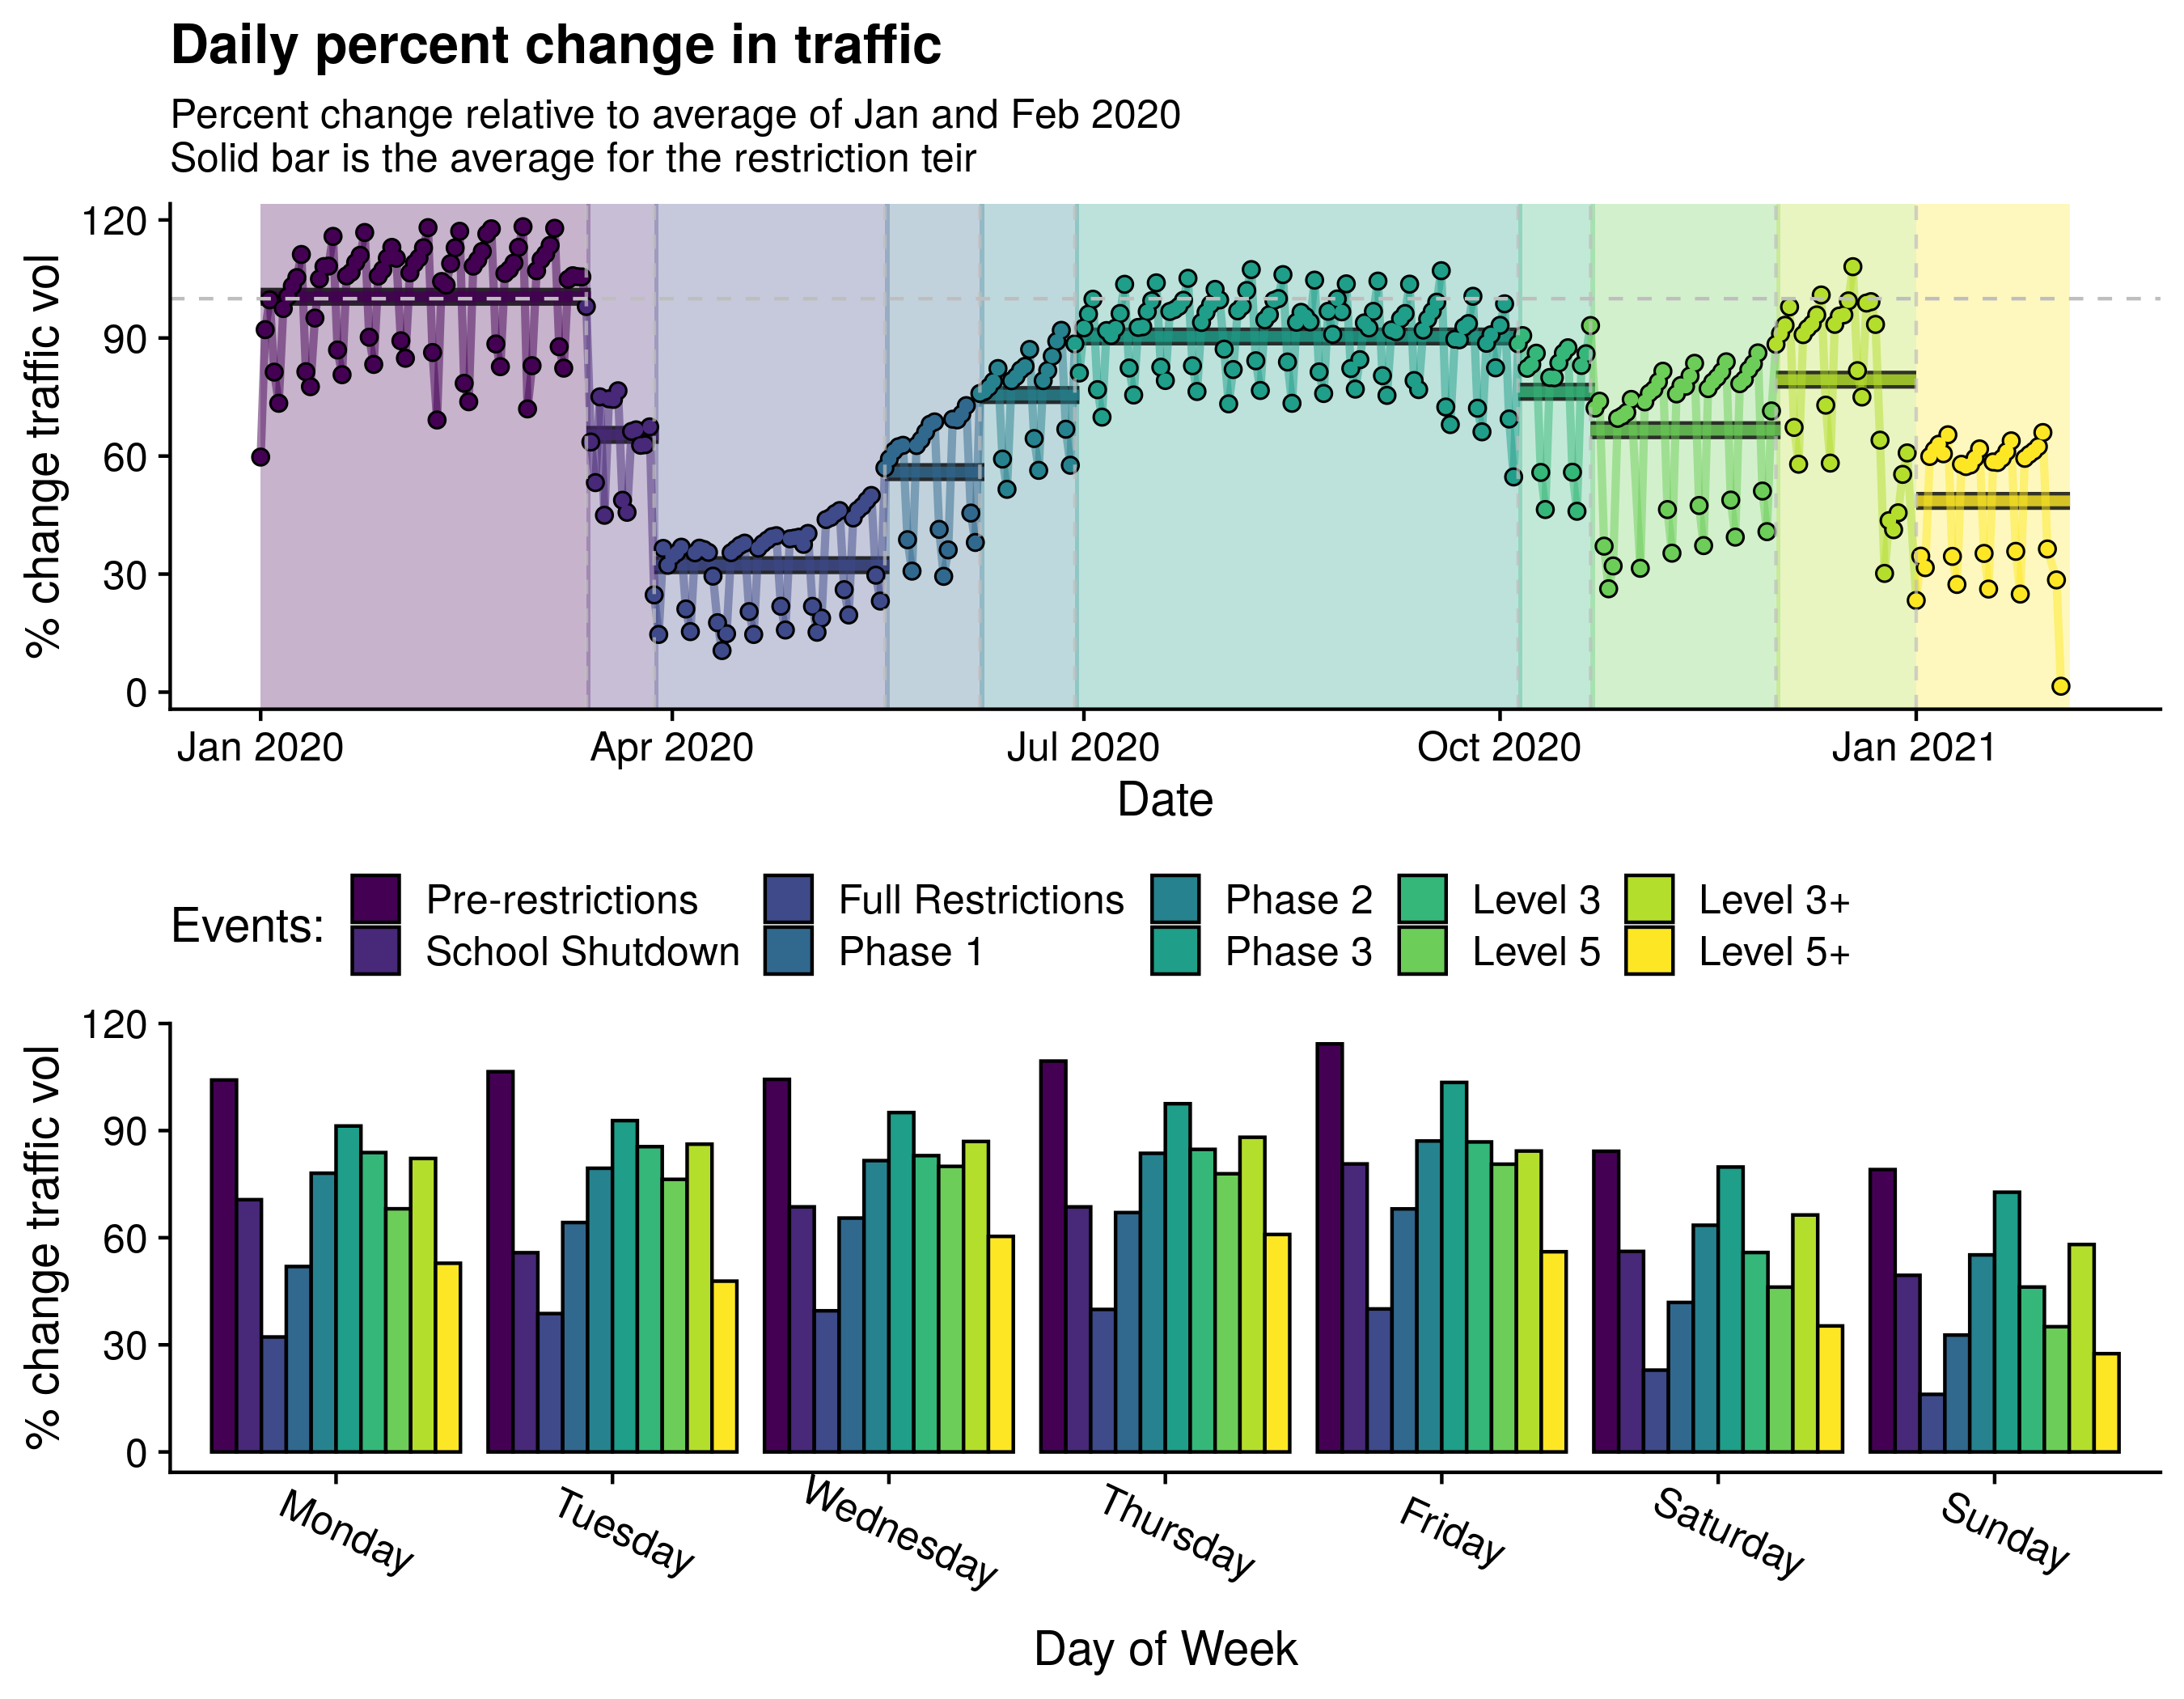 Daily percent change in traffic
Percent change relative to average of Jan and Feb 2020
Solid bar is the average for the restriction teir
% change traffic vol
120
90
60
30
0
Jan 2020 Apr 2020 Jul 2020 Oct 2020 Jan 2021
Date
Events:
Pre-restrictions Full Restrictions Phase 2 Level 3 Level 3+
School Shutdown Phase 1 Phase 3 Level 5 Level 5+
% change traffic vol
120
90
60
30
0
Monday Tuesday Wednesday Thursday Friday Saturday Sunday
Day of Week